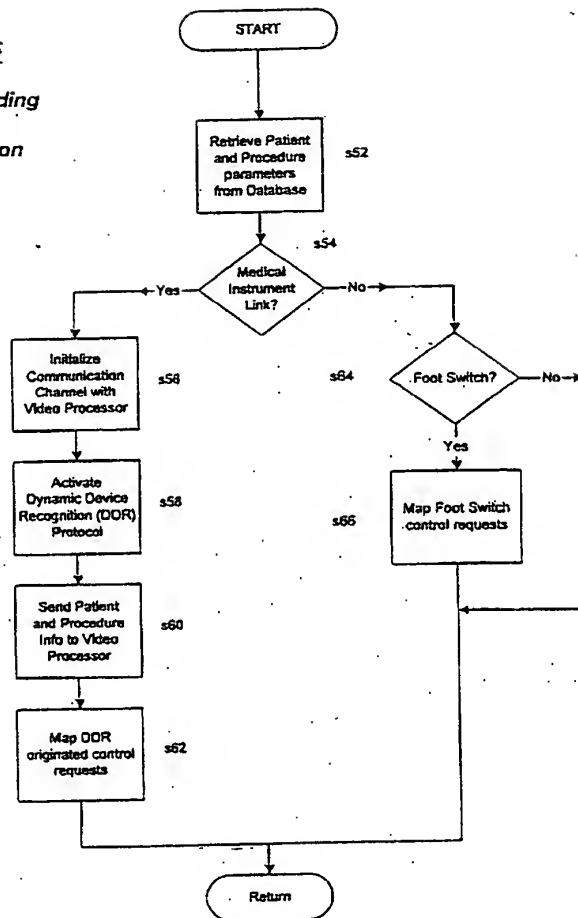 START
ding
on
Retrieve Patient
and Procedure
parameters
from Database
s52
s54
Medical
Instrument
Link?
Yes
No
Initialize
Communication
Channel with
Video Processor
s56
s64
Foot Switch?
No
Yes
Activate
Dynamic Device
Recognition (DDR)
Protocol
s58
s66
Map Foot Switch
control requests
Send Patient
and Procedure
Info to Video
Processor
s60
Map DDR
originated control
requests
s62
Return